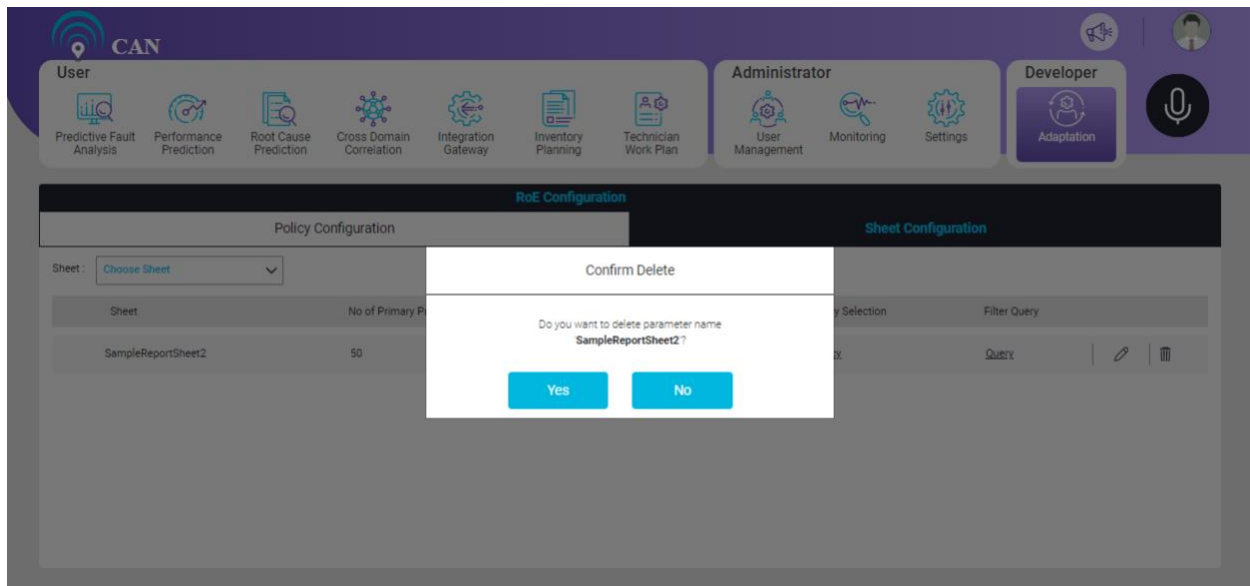 CAN
User
Administrator
Developer
Predictive Fault
Analysis
Performance
Prediction
Root Cause
Prediction
Cross Domain
Correlation
Integration
Gateway
Inventory
Planning
Technician
Work Plan
User
Management
Monitoring
Settings
Adaptation
RoE Configuration
Policy Configuration
Sheet Configuration
Sheet :
Choose Sheet
Confirm Delete
Sheet
No of Primary
Selection
Filter Query
Do you want to delete parameter name
SampleReportSheet2?
SampleReportSheet2
50
Query
Yes
No